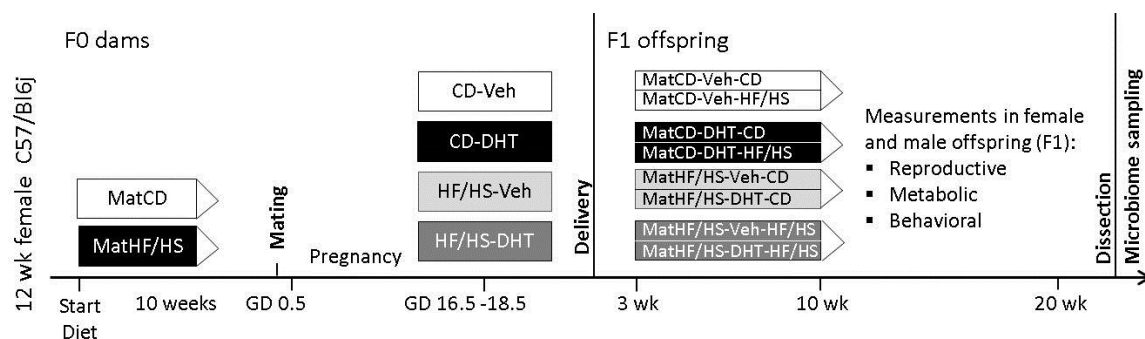 F0 dams
F1 offspring
12 wk female C57/Bl6j
MatCD
MatHF/HS
Mating
Pregnancy
CD-Veh
CD-DHT
HF/HS-Veh
HF/HS-DHT
Delivery
MatCD-Veh-CD
MatCD-Veh-HF/HS
MatCD-DHT-CD
MatCD-DHT-HF/HS
MatHF/HS-Veh-CD
MatHF/HS-DHT-CD
MatHF/HS-Veh-HF/HS
MatHF/HS-DHT-HF/HS
Measurements in female
and male offspring (F1):
▪ Reproductive
▪ Metabolic
▪ Behavioral
Dissection
Microbiome sampling
Start
Diet
10 weeks
GD 0.5
GD 16.5 -18.5
3 wk
10 wk
20 wk